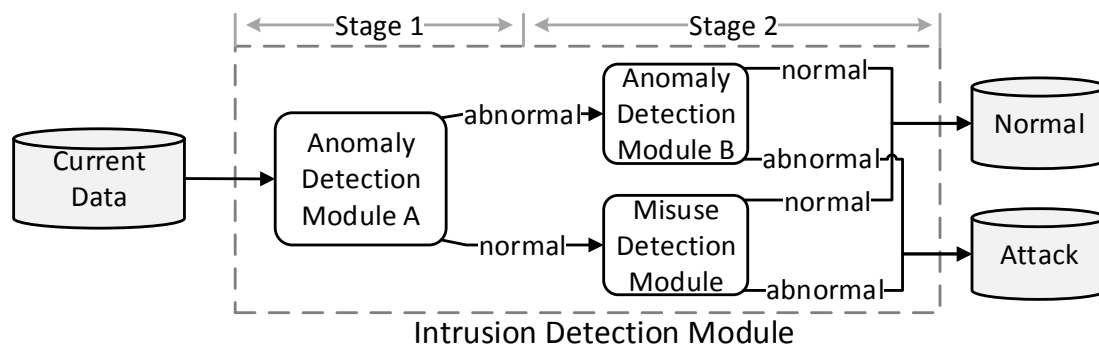 Stage 1
Stage 2
Current
Data
Anomaly
Detection
Module A
abnormal
normal
Anomaly
Detection
Module B
Misuse
Detection
Module
normal
abnormal
normal
abnormal
Normal
Attack
Intrusion Detection Module